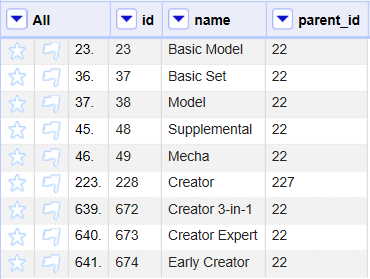 All id name parent_id
23. 23 Basic Model 22
36. 37 Basic Set 22
37. 38 Model 22
45. 48 Supplemental 22
46. 49 Mecha 22
223. 228 Creator 227
639. 672 Creator 3-in-1 22
640. 673 Creator Expert 22
641. 674 Early Creator 22